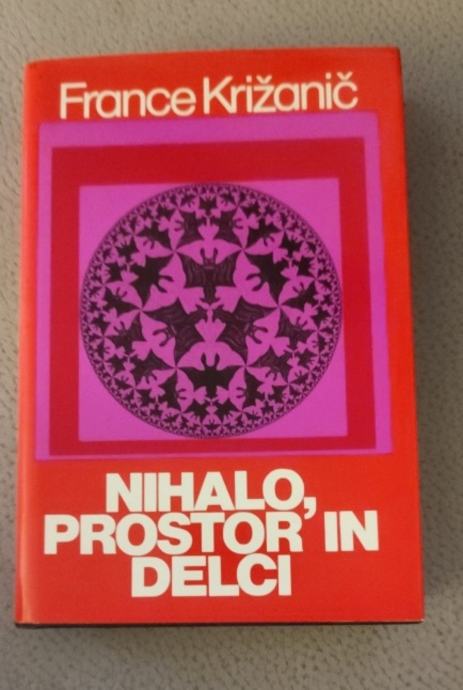 France Križanič
NIHALO,
PROSTOR IN
DELCI